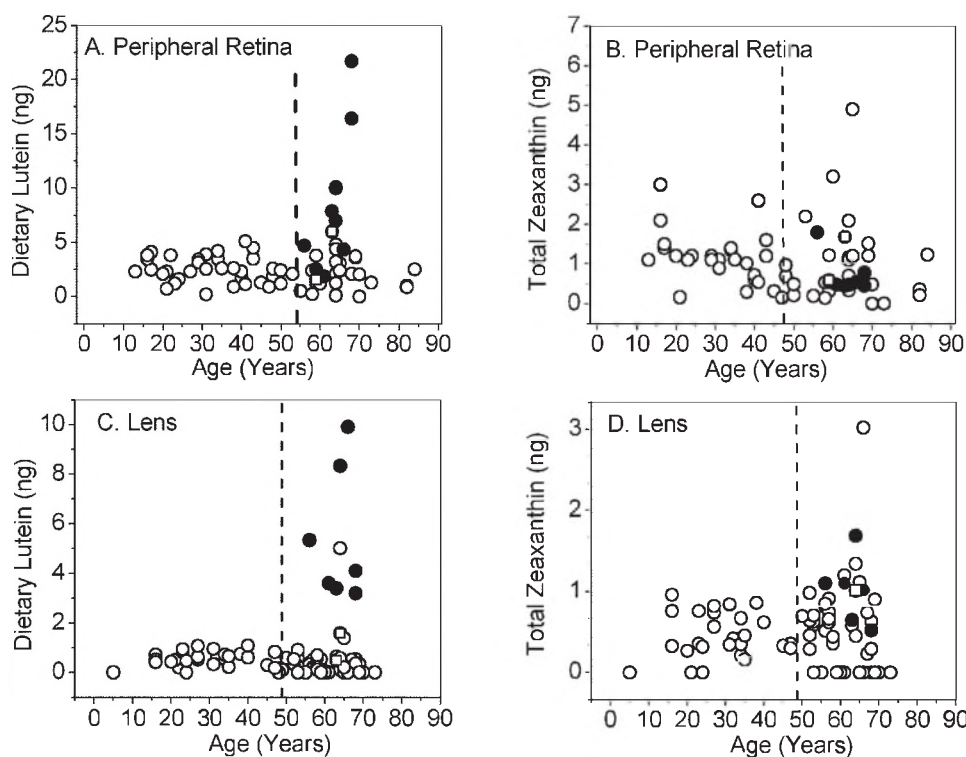 A. Peripheral Retina
Dietary Lutein (ng)
25
20
15
10
5
0
0 10 20 30 40 50 60 70 80 90
Age (Years)
B. Peripheral Retina
Total Zeaxanthin (ng)
7
6
5
4
3
2
1
0
0 10 20 30 40 50 60 70 80 90
Age (Years)
C. Lens
Dietary Lutein (ng)
10
8
6
4
2
0
0 10 20 30 40 50 60 70 80 90
Age (Years)
D. Lens
Total Zeaxanthin (ng)
3
2
1
0
0 10 20 30 40 50 60 70 80 90
Age (Years)